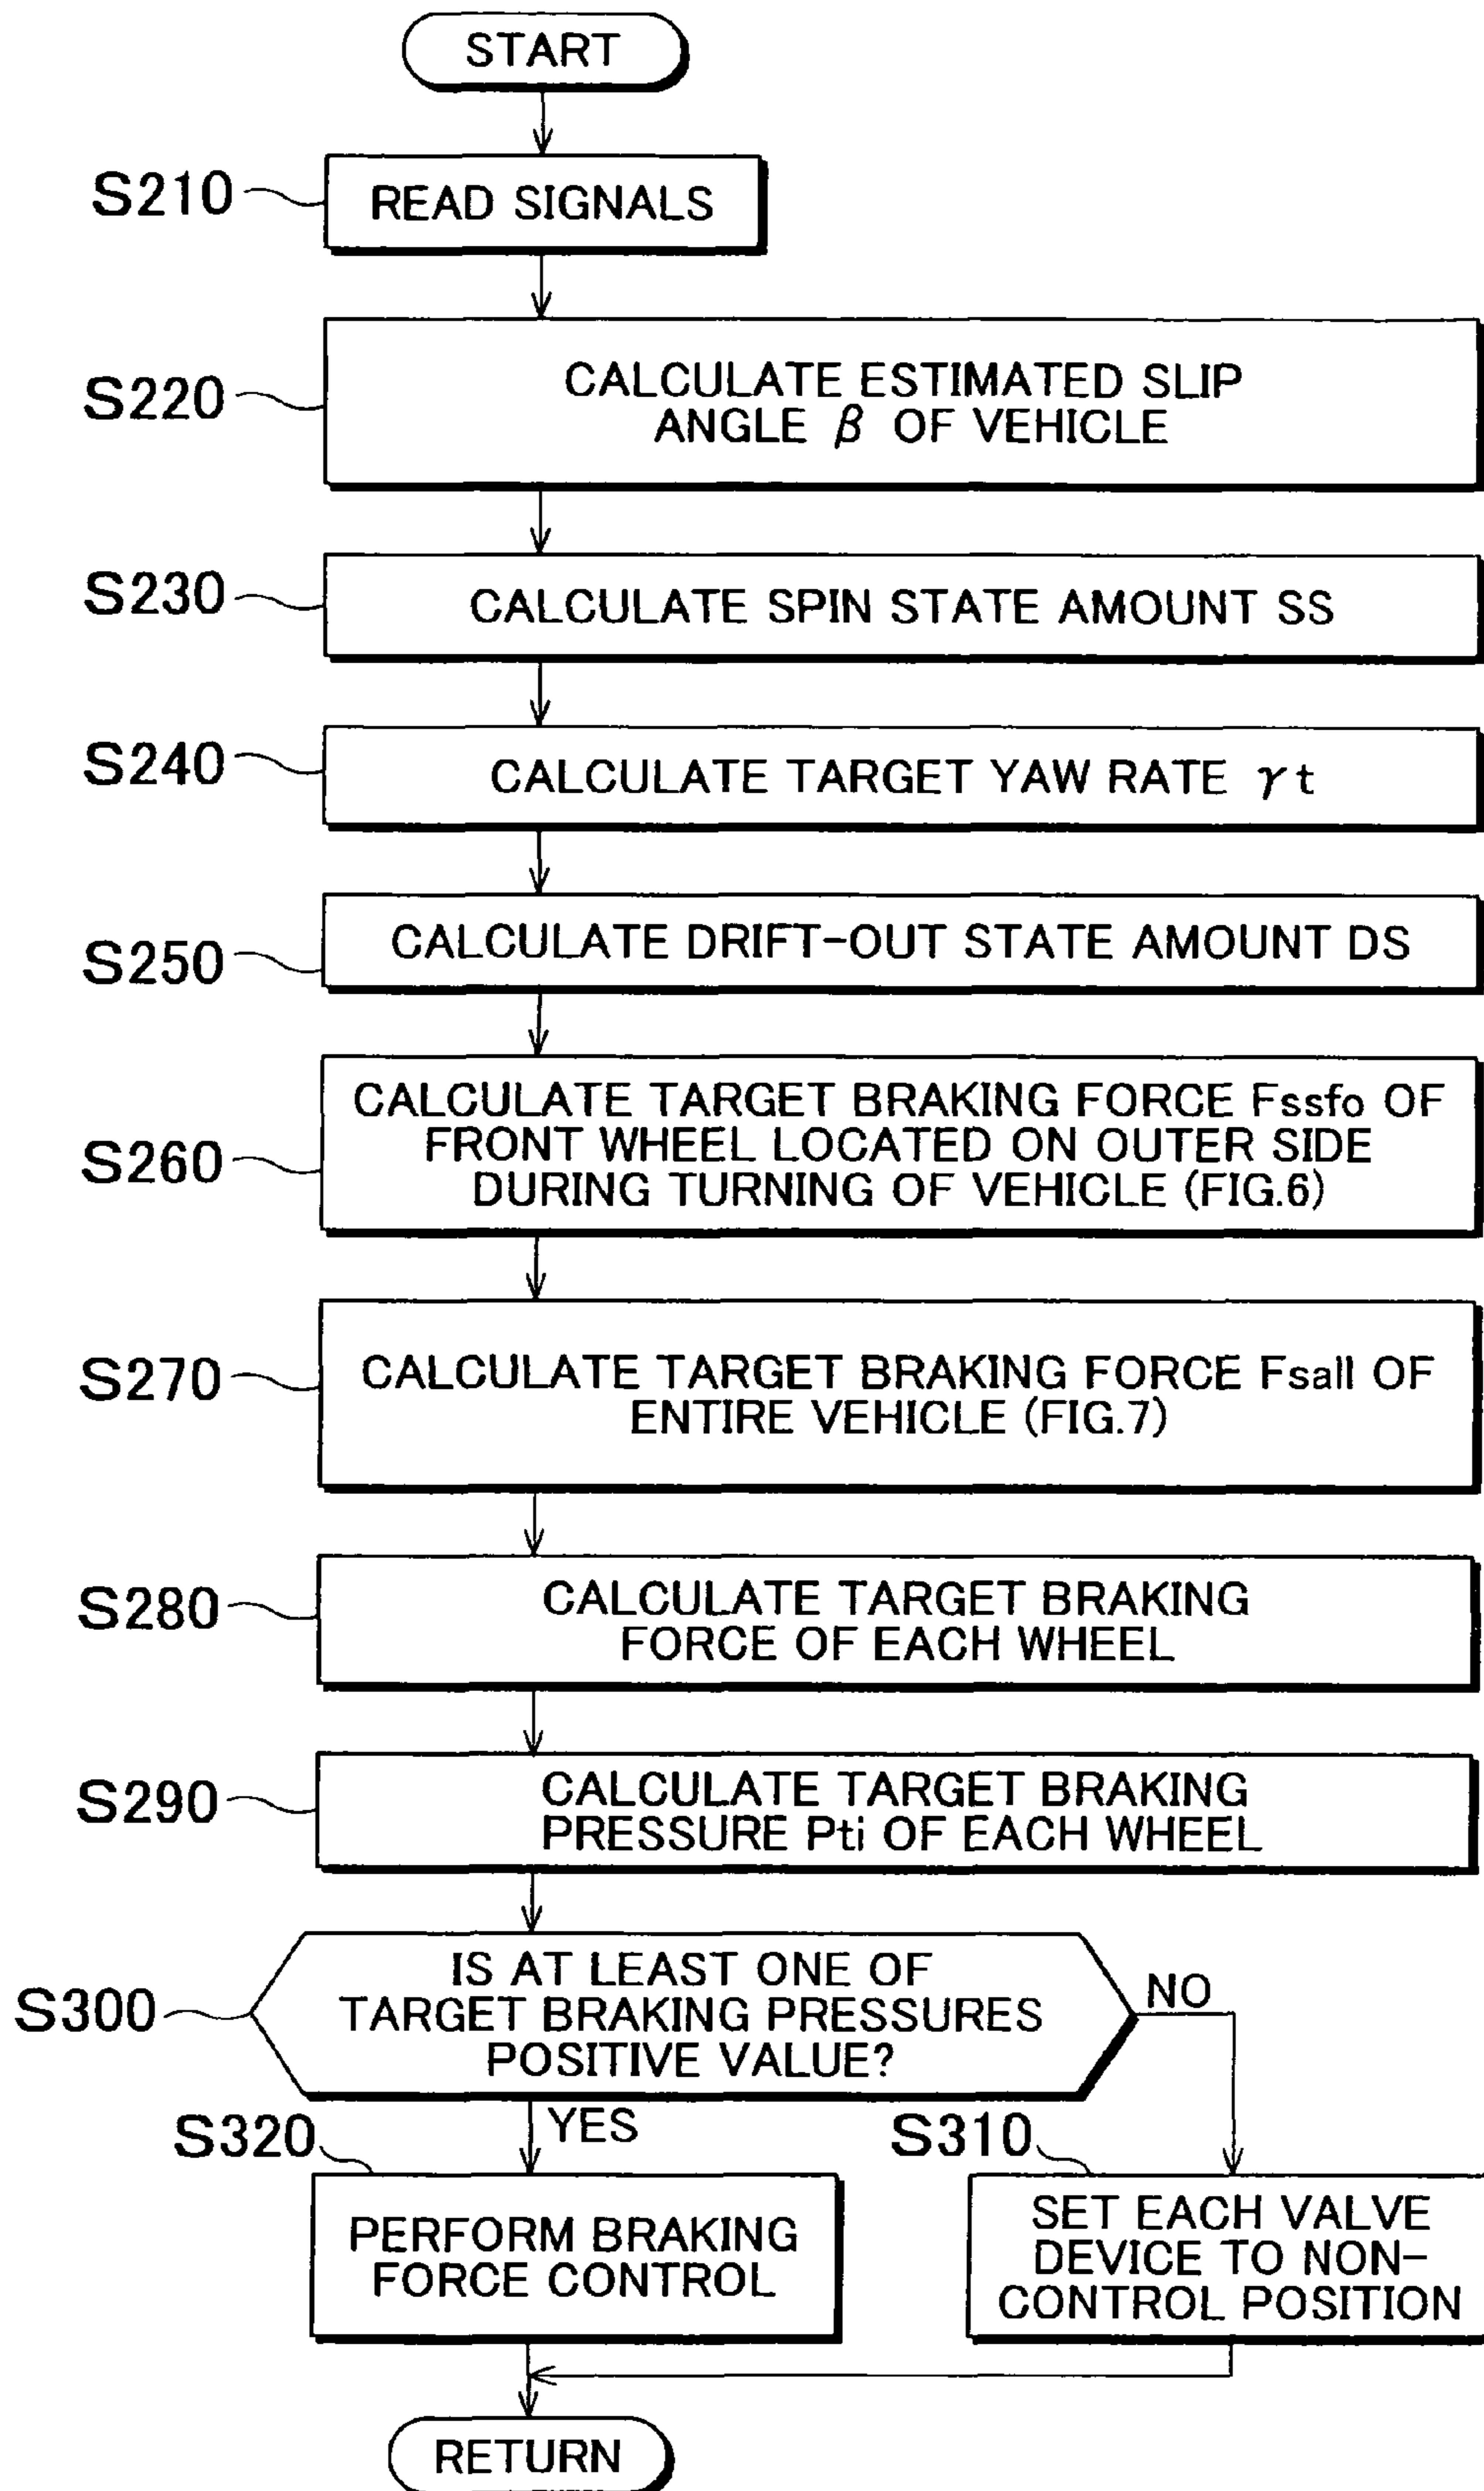 START
S210
READ SIGNALS
S220
CALCULATE ESTIMATED SLIP
ANGLE β OF VEHICLE
S230
CALCULATE SPIN STATE AMOUNT SS
S240
CALCULATE TARGET YAW RATE γt
S250
CALCULATE DRIFT-OUT STATE AMOUNT DS
S260
CALCULATE TARGET BRAKING FORCE Fssfo OF
FRONT WHEEL LOCATED ON OUTER SIDE
DURING TURNING OF VEHICLE (FIG.6)
S270
CALCULATE TARGET BRAKING FORCE Fsall OF
ENTIRE VEHICLE (FIG.7)
S280
CALCULATE TARGET BRAKING
FORCE OF EACH WHEEL
S290
CALCULATE TARGET BRAKING
PRESSURE Pti OF EACH WHEEL
S300
IS AT LEAST ONE OF
TARGET BRAKING PRESSURES
POSITIVE VALUE?
NO
YES
S320
PERFORM BRAKING
FORCE CONTROL
S310
SET EACH VALVE
DEVICE TO NON-
CONTROL POSITION
RETURN